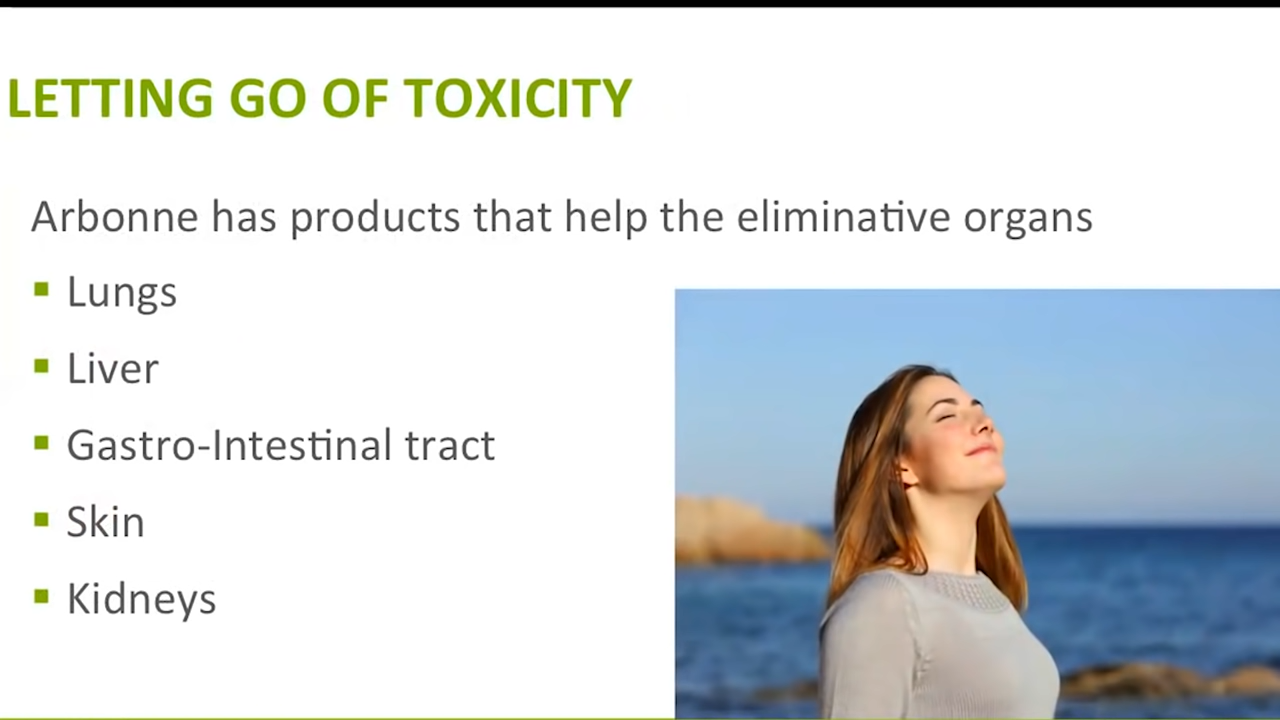 LETTING GO OF TOXICITY
Arbonne has products that help the eliminative organs
Lungs
Liver
Gastro-Intestinal tract
Skin
Kidneys